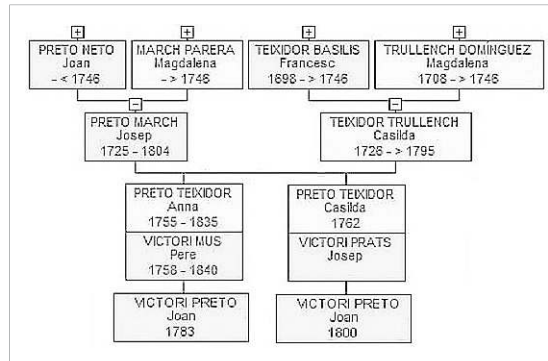 PRETO NETO
Joan
- < 1746
MARCH PARERA
Magdalena
- > 1746
TEIXIDOR BASILIS
Francesc
1698 - > 1746
TRULLENCH DOMÍNGUEZ
Magdalena
1708 - > 1746
PRETO MARCH
Josep
1725 - 1804
TEIXIDOR TRULLENCH
Casilda
1728 - > 1795
PRETO TEIXIDOR
Anna
1755 - 1835
VICTORI MUS
Pere
1758 - 1840
PRETO TEIXIDOR
Casilda
1762
VICTORI PRATS
Josep
VICTORI PRETO
Joan
1783
VICTORI PRETO
Joan
1800